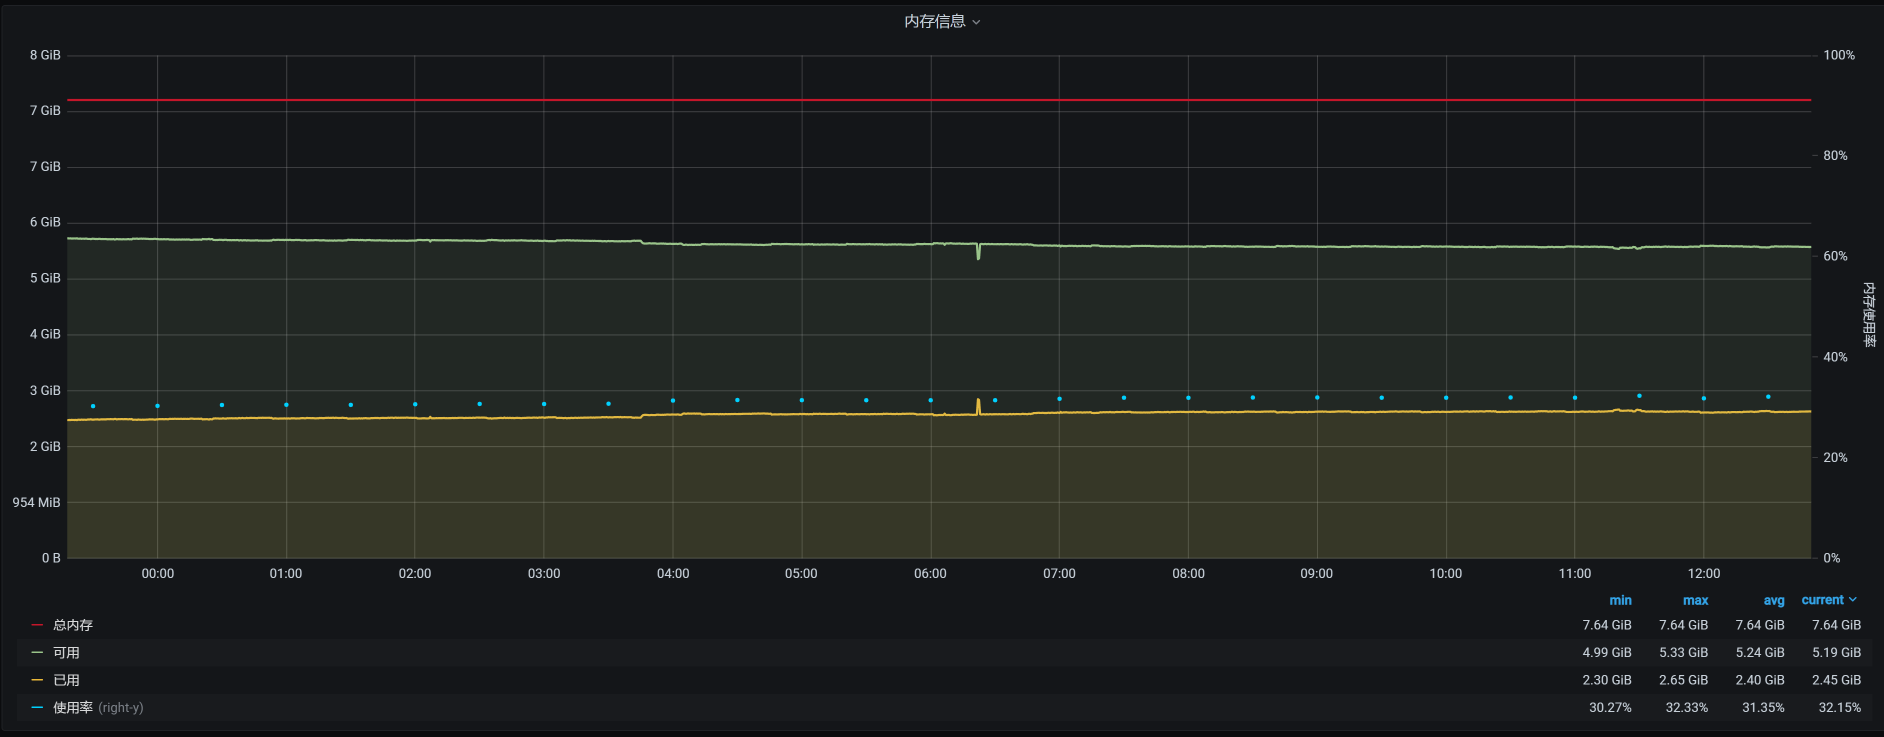 内存信息
8 GiB
7 GiB
7 GiB
6 GiB
5 GiB
4 GiB
3 GiB
2 GiB
954 MiB
0 B
100%
80%
60%
40%
20%
0%
内存使用率
00:00 01:00 02:00 03:00 04:00 05:00 06:00 07:00 08:00 09:00 10:00 11:00 12:00
min max avg current
总内存 7.64 GiB 7.64 GiB 7.64 GiB 7.64 GiB
可用 4.99 GiB 5.33 GiB 5.24 GiB 5.19 GiB
已用 2.30 GiB 2.65 GiB 2.40 GiB 2.45 GiB
使用率 (right-y) 30.27% 32.33% 31.35% 32.15%